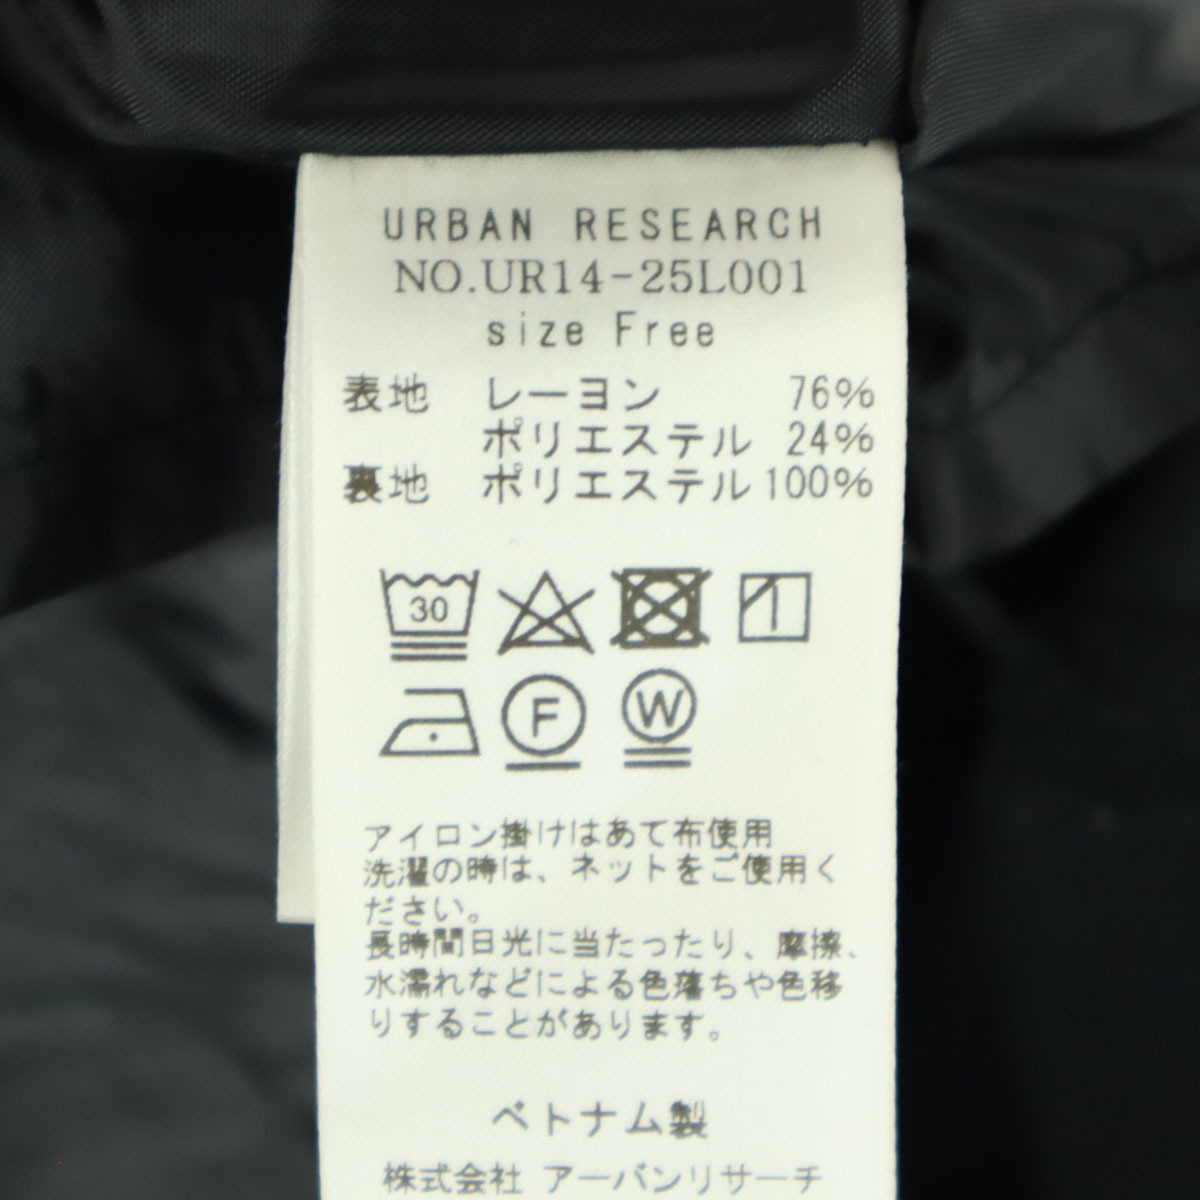 URBAN RESEARCH
NO.UR14-25L001
size Free
表地 レーヨン 76%
ポリエステル 24%
裏地 ポリエステル 100%
30
F W
アイロン掛けはあて布使用
洗濯の時は、ネットをご使用く
ださい。
長時間日光に当たったり、摩擦、
水濡れなどによる色落ちや色移
りすることがあります。
ベトナム製
株式会社 アーバンリサーチ